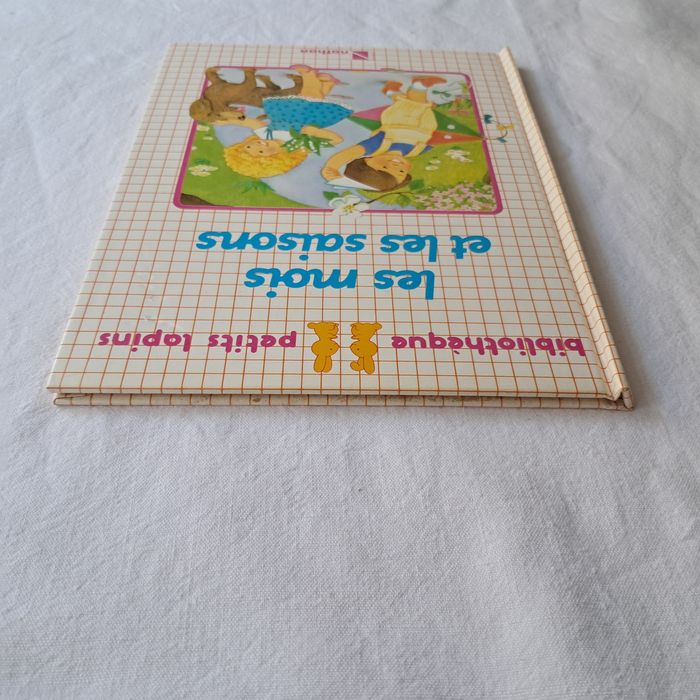 bibliothèque petits lapins
les mois
et les saisons
nathan